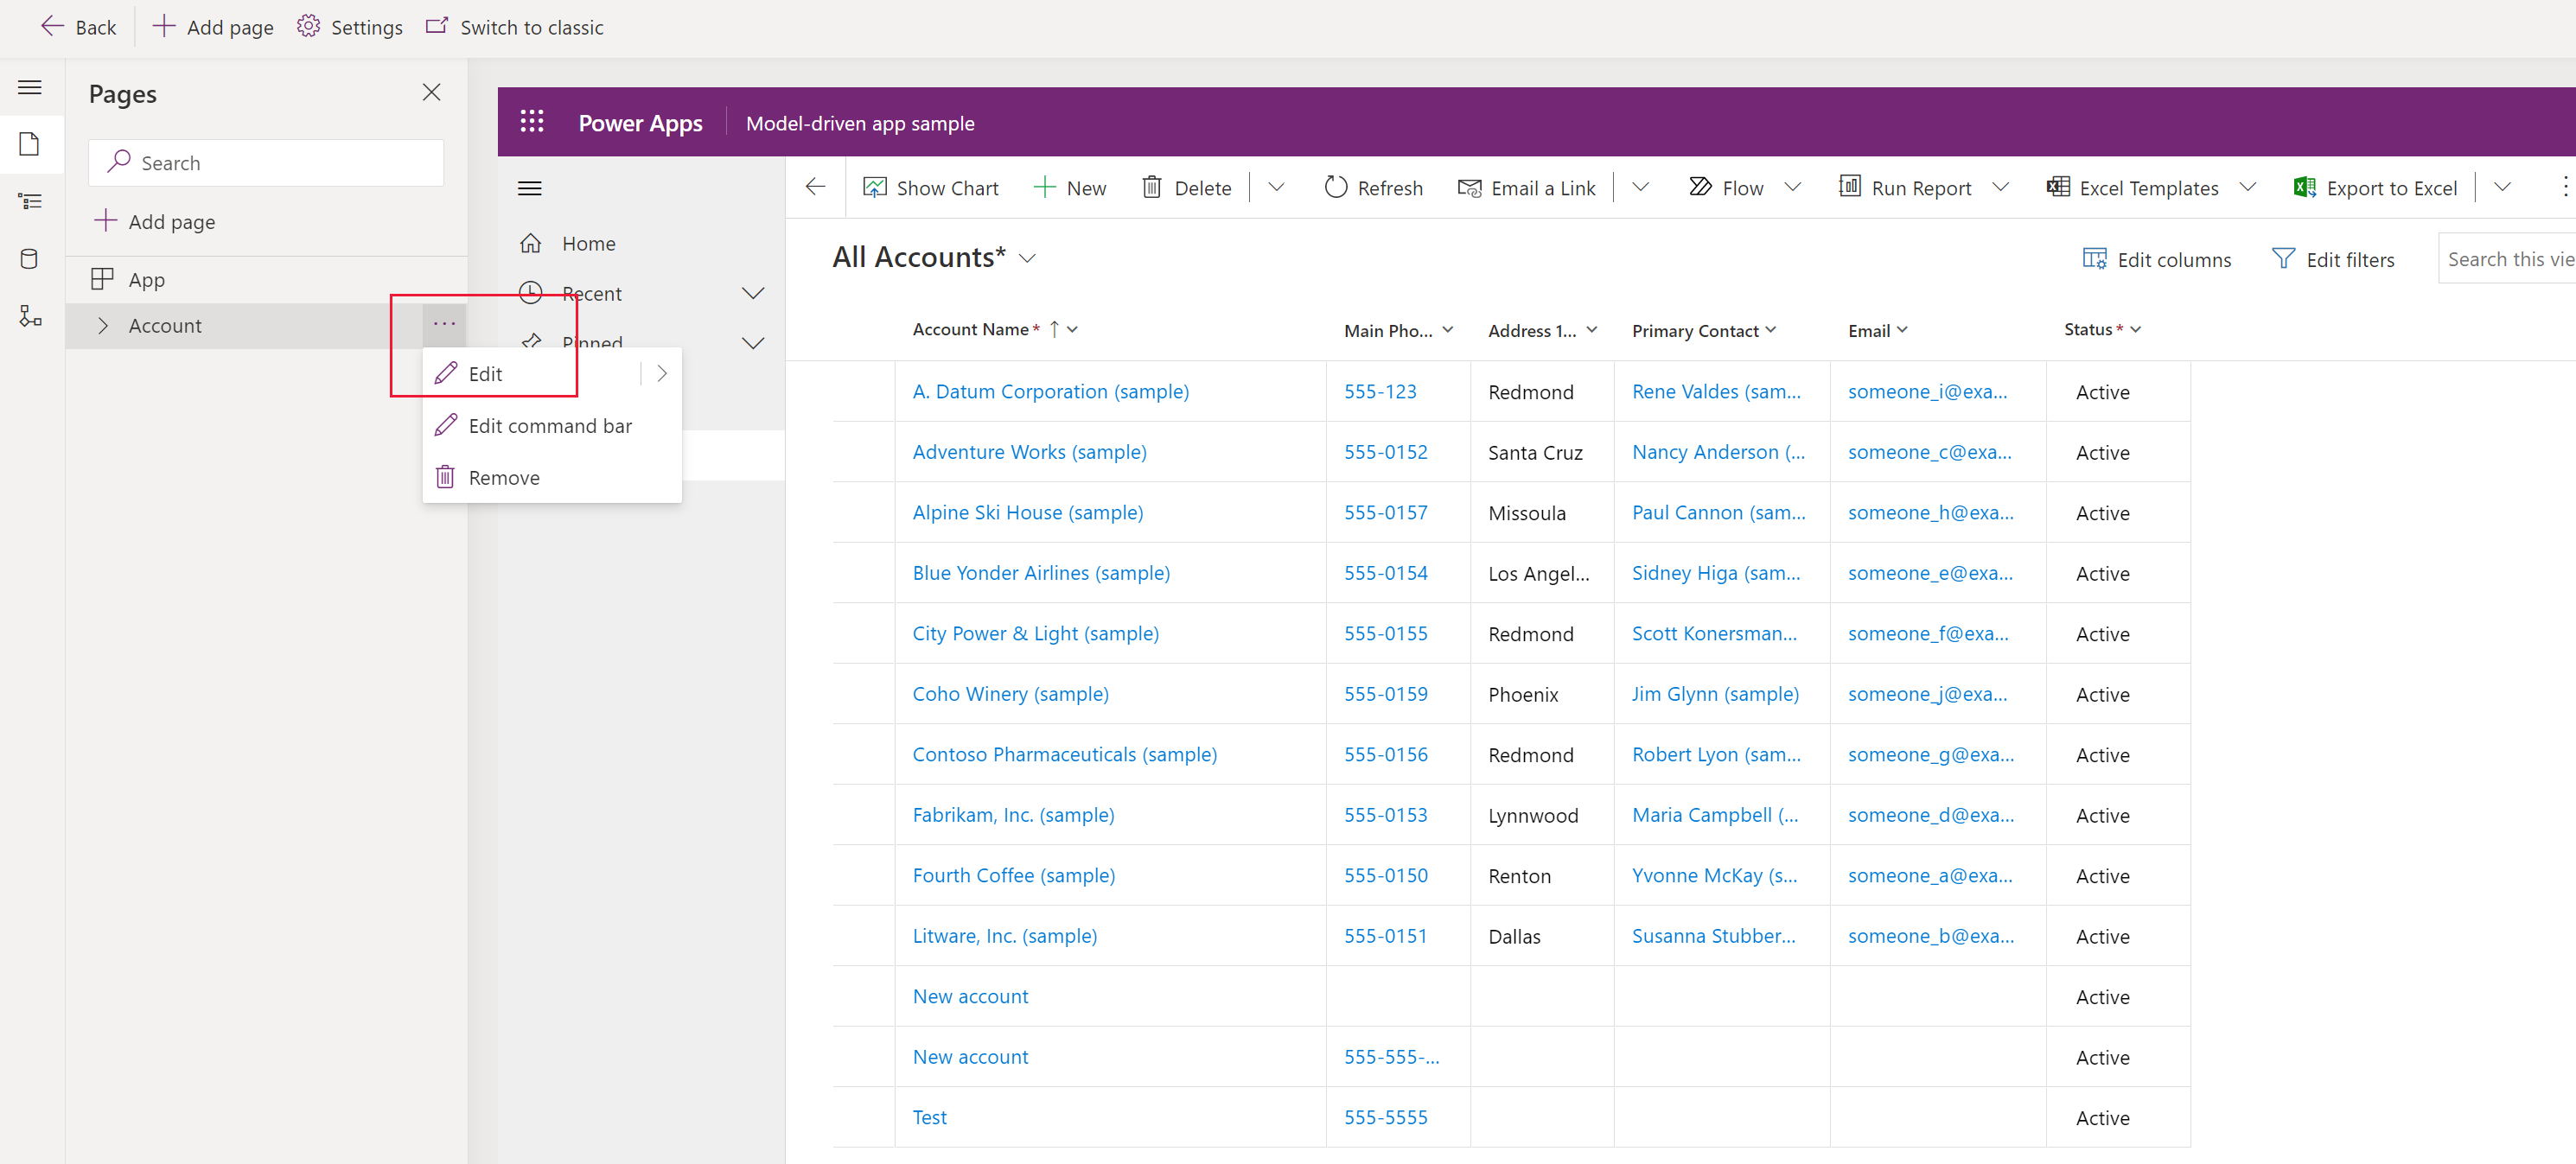 Back Add page Settings Switch to classic
Pages
Search
Add page
App
Account
Edit
Edit command bar
Remove
Power Apps Model-driven app sample
Home
Recent
Pinned
Show Chart New Delete Refresh Email a Link Flow Run Report Excel Templates Export to Excel
All Accounts* Edit columns Edit filters Search this vie
Account Name* Main Pho... Address 1... Primary Contact Email Status*
A. Datum Corporation (sample) 555-123 Redmond Rene Valdes (sam... someone_i@exa... Active
Adventure Works (sample) 555-0152 Santa Cruz Nancy Anderson (... someone_c@exa... Active
Alpine Ski House (sample) 555-0157 Missoula Paul Cannon (sam... someone_h@exa... Active
Blue Yonder Airlines (sample) 555-0154 Los Angel... Sidney Higa (sam... someone_e@exa... Active
City Power & Light (sample) 555-0155 Redmond Scott Konersman... someone_f@exa... Active
Coho Winery (sample) 555-0159 Phoenix Jim Glynn (sample) someone_j@exa... Active
Contoso Pharmaceuticals (sample) 555-0156 Redmond Robert Lyon (sam... someone_g@exa... Active
Fabrikam, Inc. (sample) 555-0153 Lynnwood Maria Campbell (... someone_d@exa... Active
Fourth Coffee (sample) 555-0150 Renton Yvonne McKay (s... someone_a@exa... Active
Litware, Inc. (sample) 555-0151 Dallas Susanna Stubber... someone_b@exa... Active
New account Active
New account 555-555-... Active
Test 555-5555 Active